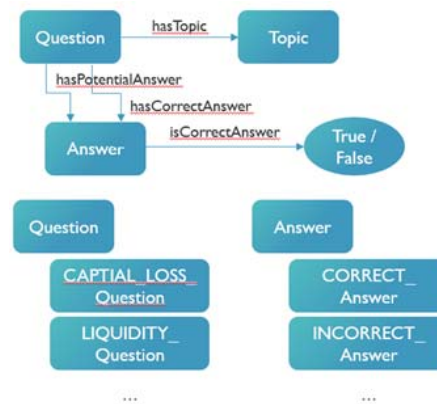 Question
hasTopic
Topic
hasPotentialAnswer
hasCorrectAnswer
Answer
isCorrectAnswer
True /
False
Question
Answer
CAPTIAL_LOSS_
Question
CORRECT_
Answer
LIQUIDITY_
Question
INCORRECT_
Answer
...
...